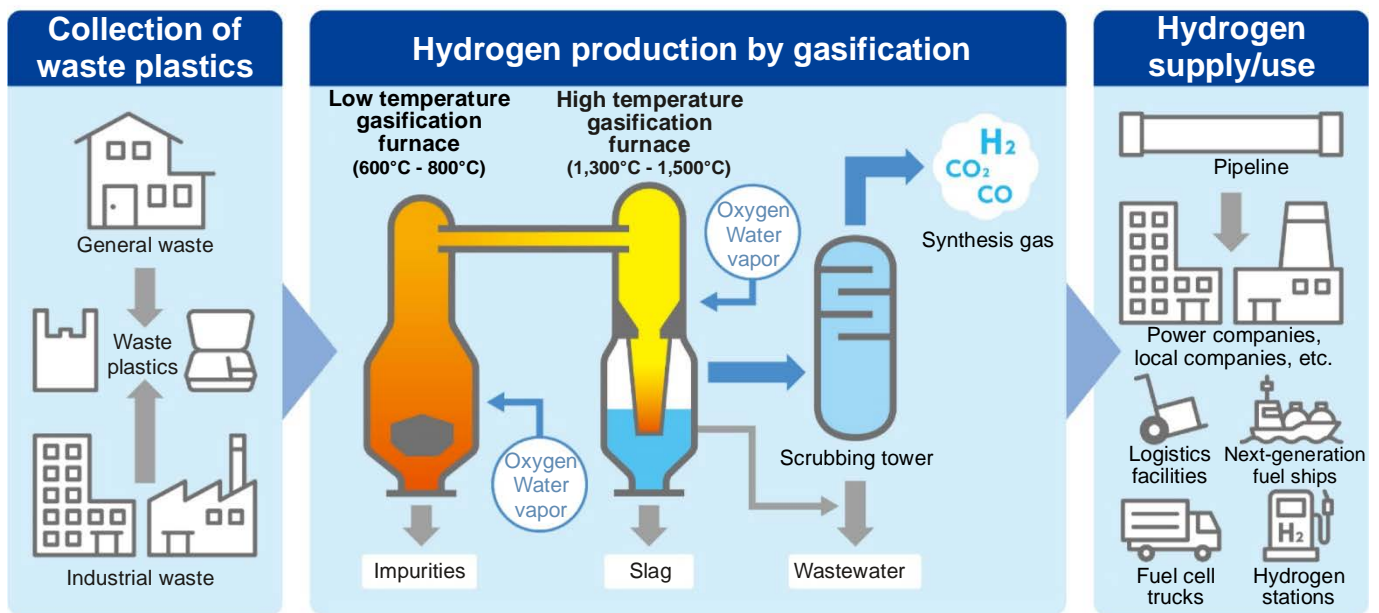 Collection of
waste plastics
General waste
Waste
plastics
Industrial waste
Hydrogen production by gasification
Low temperature
gasification
furnace
(600°C - 800°C)
High temperature
gasification
furnace
(1,300°C - 1,500°C)
Oxygen
Water
vapor
H2
CO2
CO
Synthesis gas
Oxygen
Water
vapor
Scrubbing tower
Impurities
Slag
Wastewater
Hydrogen
supply/use
Pipeline
Power companies,
local companies, etc.
Logistics
facilities
Next-generation
fuel ships
H2
Fuel cell
trucks
Hydrogen
stations